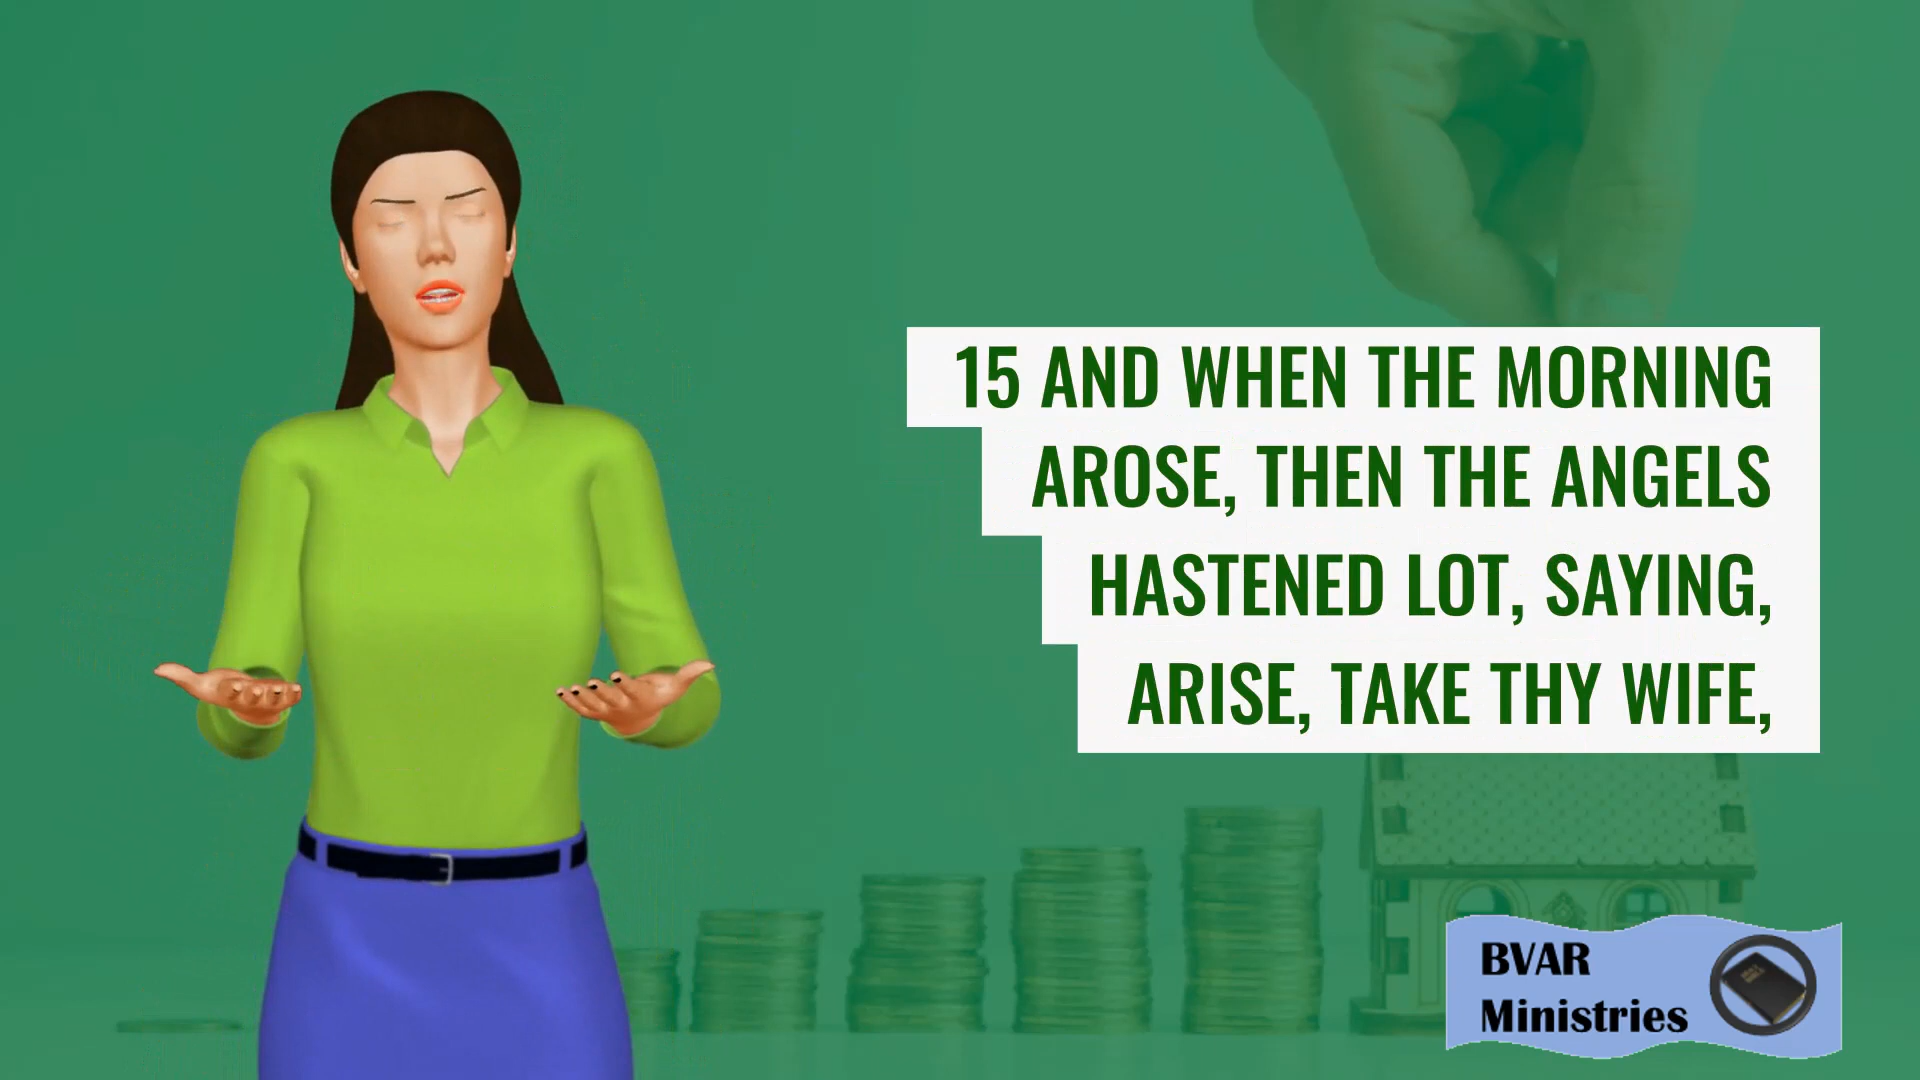 15 AND WHEN THE MORNING
AROSE, THEN THE ANGELS
HASTENED LOT, SAYING,
ARISE, TAKE THY WIFE,
BVAR
Ministries